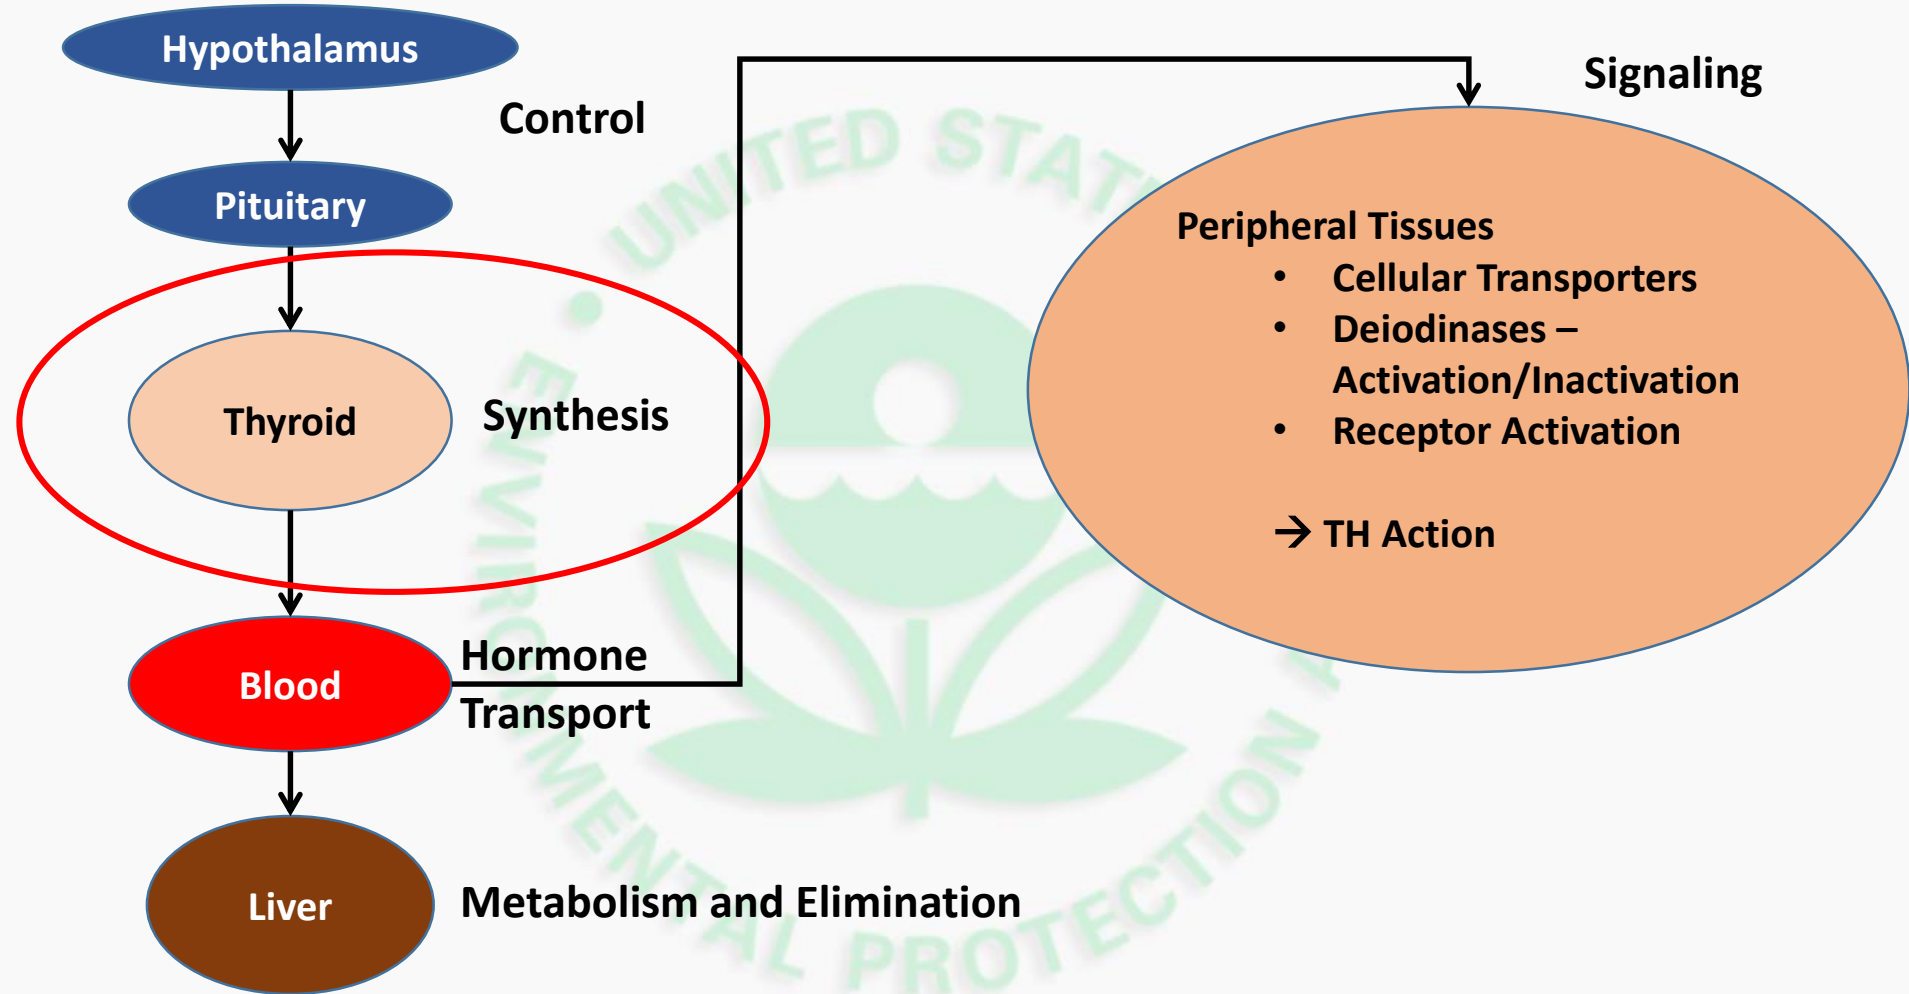 Hypothalamus
Control
Pituitary
Thyroid
Synthesis
Blood
Hormone
Transport
Liver
Metabolism and Elimination
Signaling
Peripheral Tissues
• Cellular Transporters
• Deiodinases –
Activation/Inactivation
• Receptor Activation
→ TH Action
UNITED STAT
ENVIRONMENTAL PROTECTION A